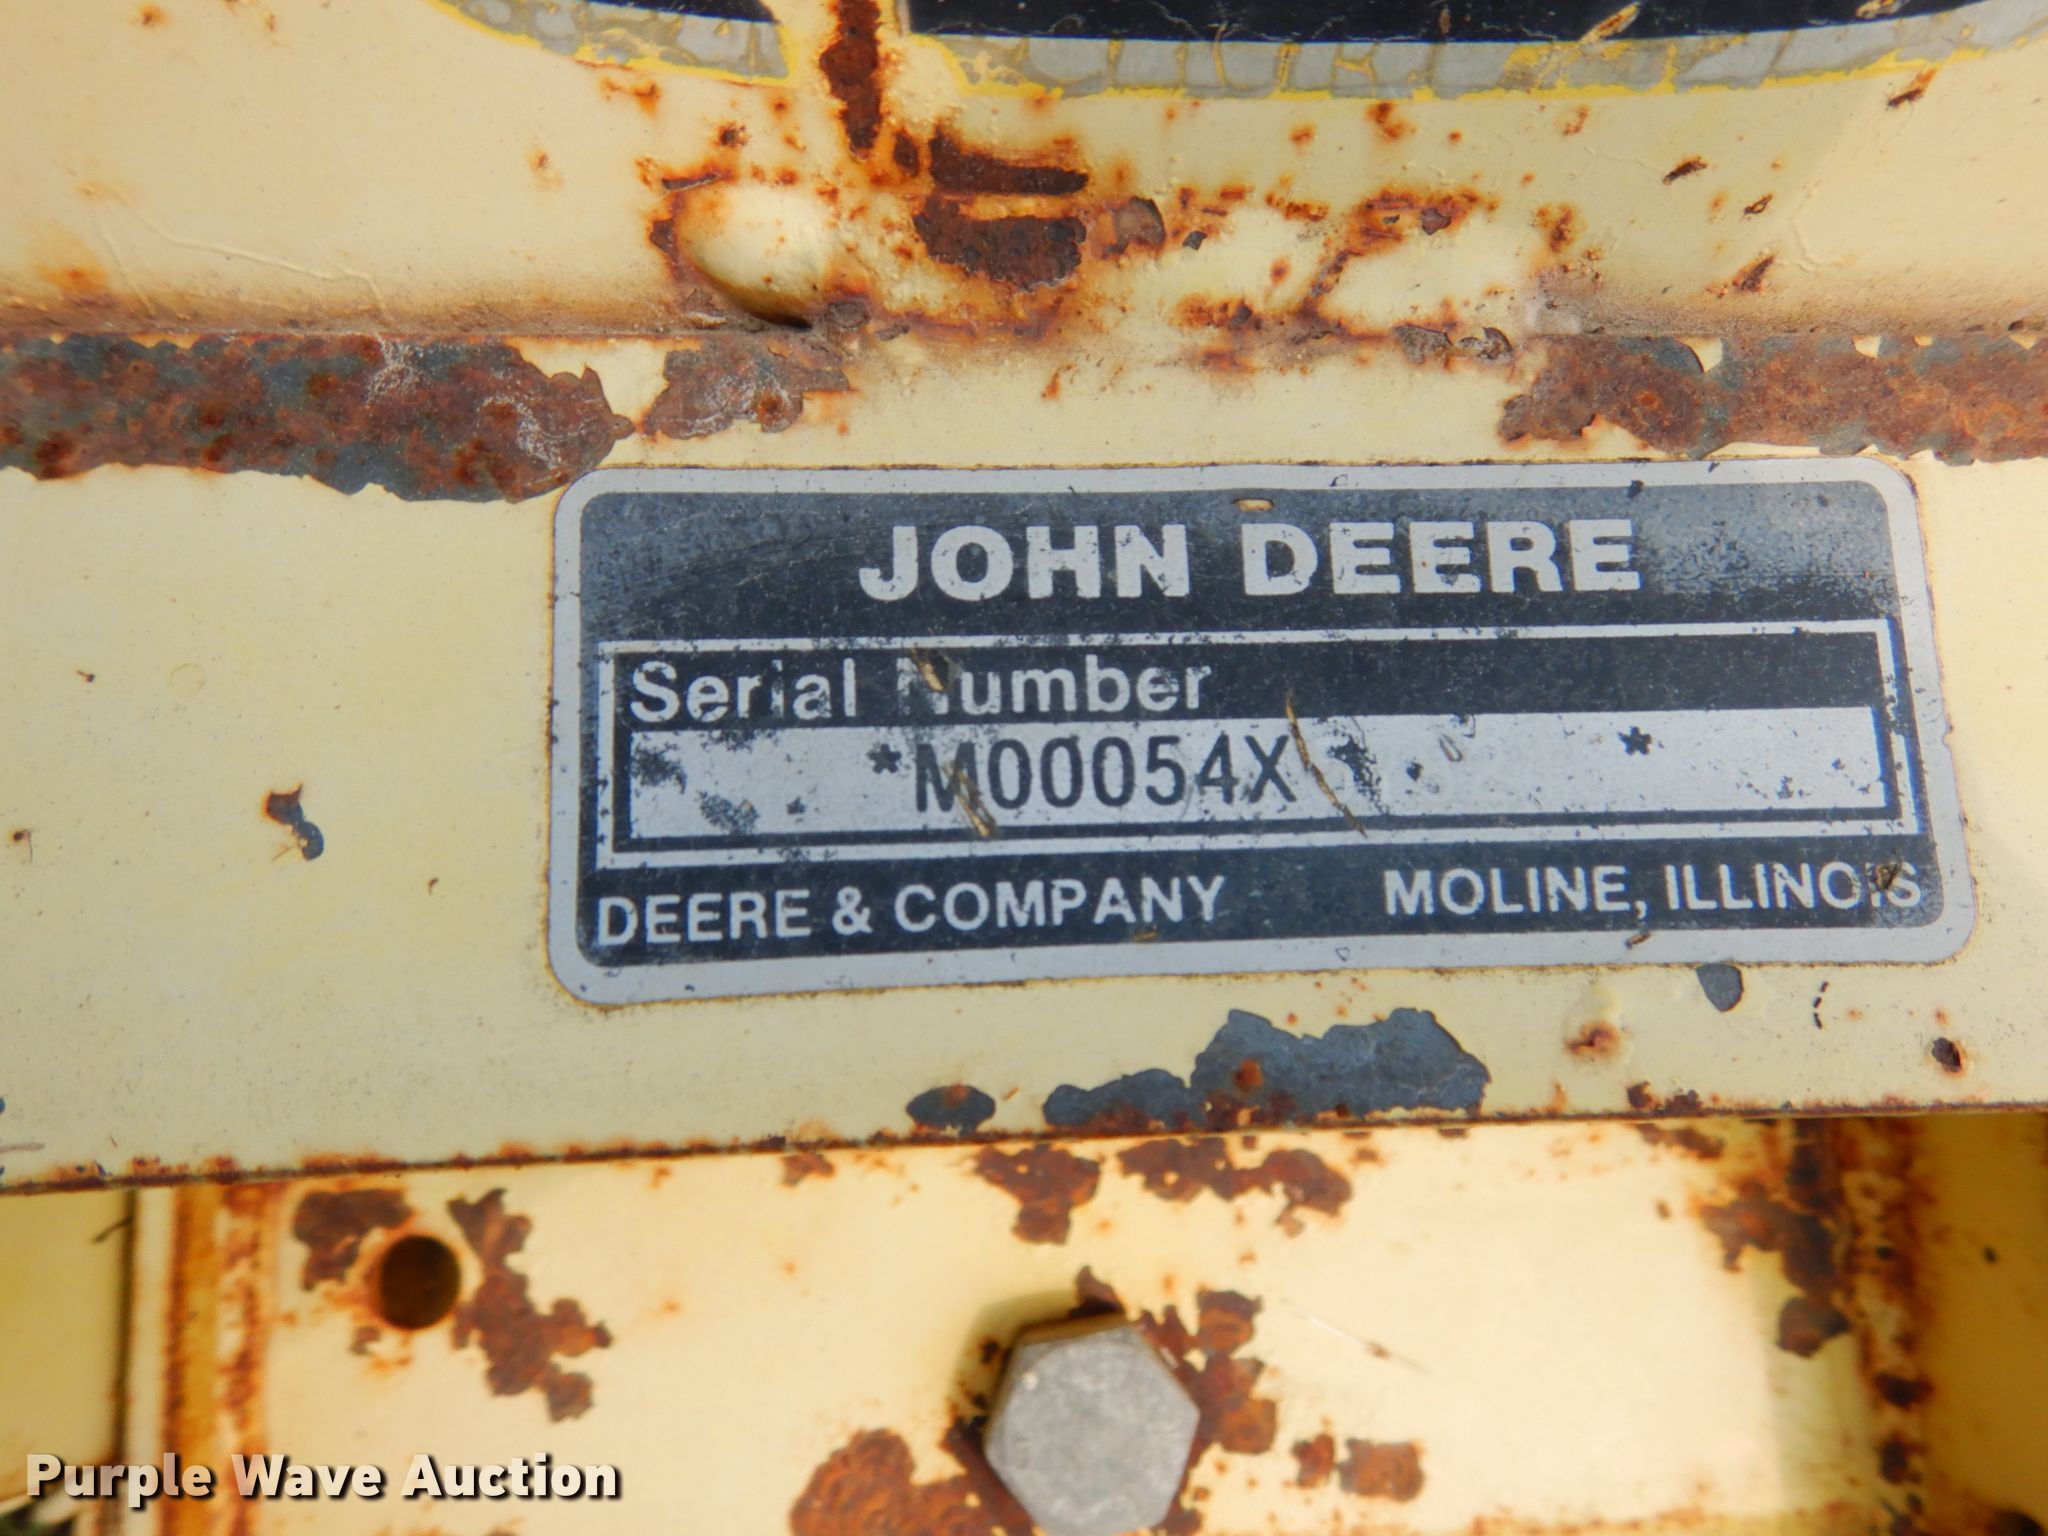 JOHN DEERE
Serial Number
*M00054X *
DEERE & COMPANY MOLINE, ILLINOIS
Purple Wave Auction